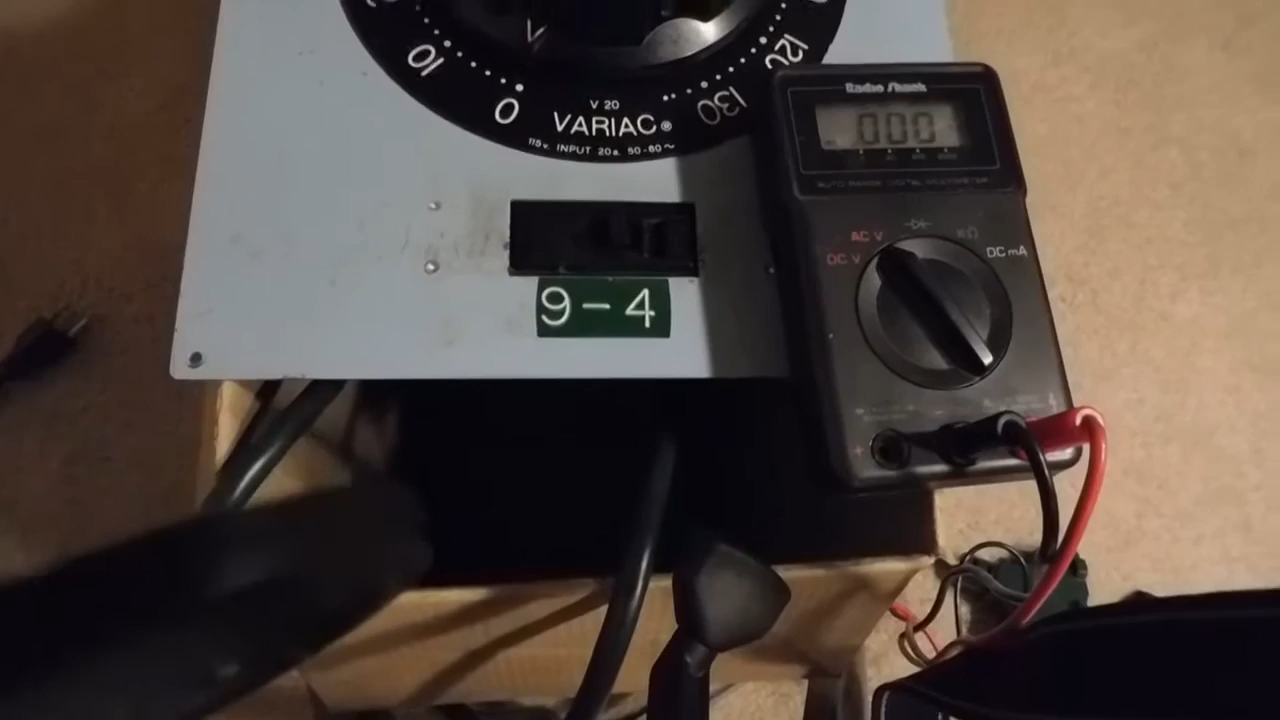 10
0
V 20
VARIAC®
115v. INPUT 20a. 50-60~
120
130
9-4
Radio Shack
000
AUTO RANGE DIGITAL MULTIMETER
AC V
DC V
KΩ
DC mA
+